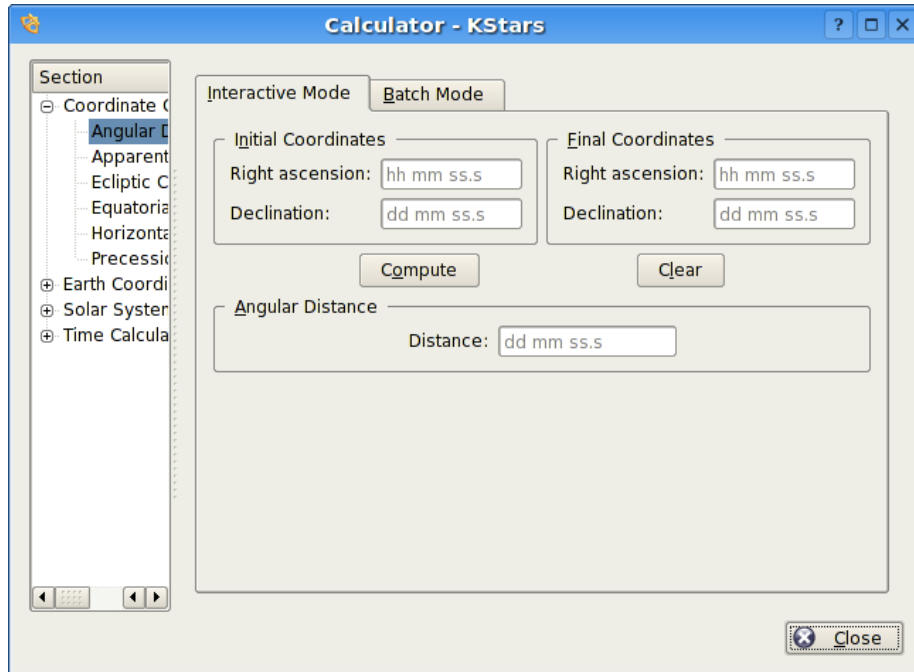 Calculator - KStars
Section
Coordinate
Angular
Apparent
Ecliptic C
Equatoria
Horizonta
Precessio
Earth Coordi
Solar System
Time Calcula
Interactive Mode
Batch Mode
Initial Coordinates
Right ascension: hh mm ss.s
Declination: dd mm ss.s
Final Coordinates
Right ascension: hh mm ss.s
Declination: dd mm ss.s
Compute
Clear
Angular Distance
Distance: dd mm ss.s
Close